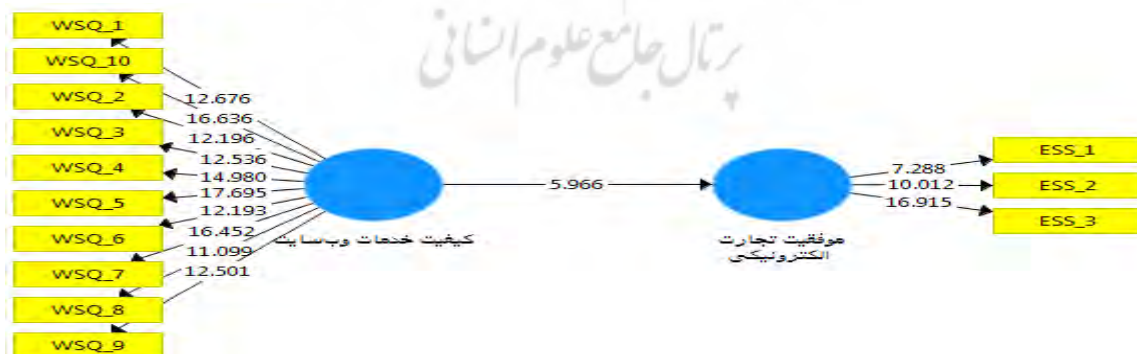 پرتال جامع علوم انسانی
WSQ_1
WSQ_10
WSQ_2
WSQ_3
WSQ_4
WSQ_5
WSQ_6
WSQ_7
WSQ_8
WSQ_9
12.676
16.636
12.196
12.536
14.980
17.695
12.193
16.452
11.099
12.501
کیفیت خدمات وب‌سایت
5.966
موفقیت تجارت
الکترونیکی
7.288
10.012
16.915
ESS_1
ESS_2
ESS_3